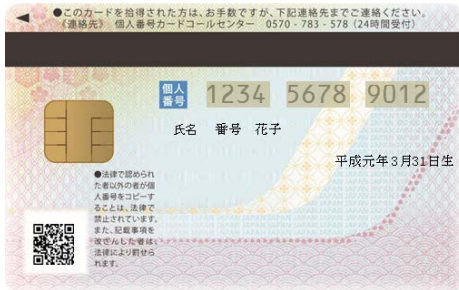 ●このカードを拾得された方は、お手数ですが、下記連絡先までご連絡ください。
《連絡先》 個人番号カードコールセンター 0570-783-578(24時間受付)
個人番号 1234 5678 9012
氏名 番号 花子
平成元年3月31日生
●法律で認められ
た者以外の者が個
人番号をコピーす
ることは、法律で
禁止されています。
また、記載事項を
改ざんした者は、
法律により罰せら
れます。